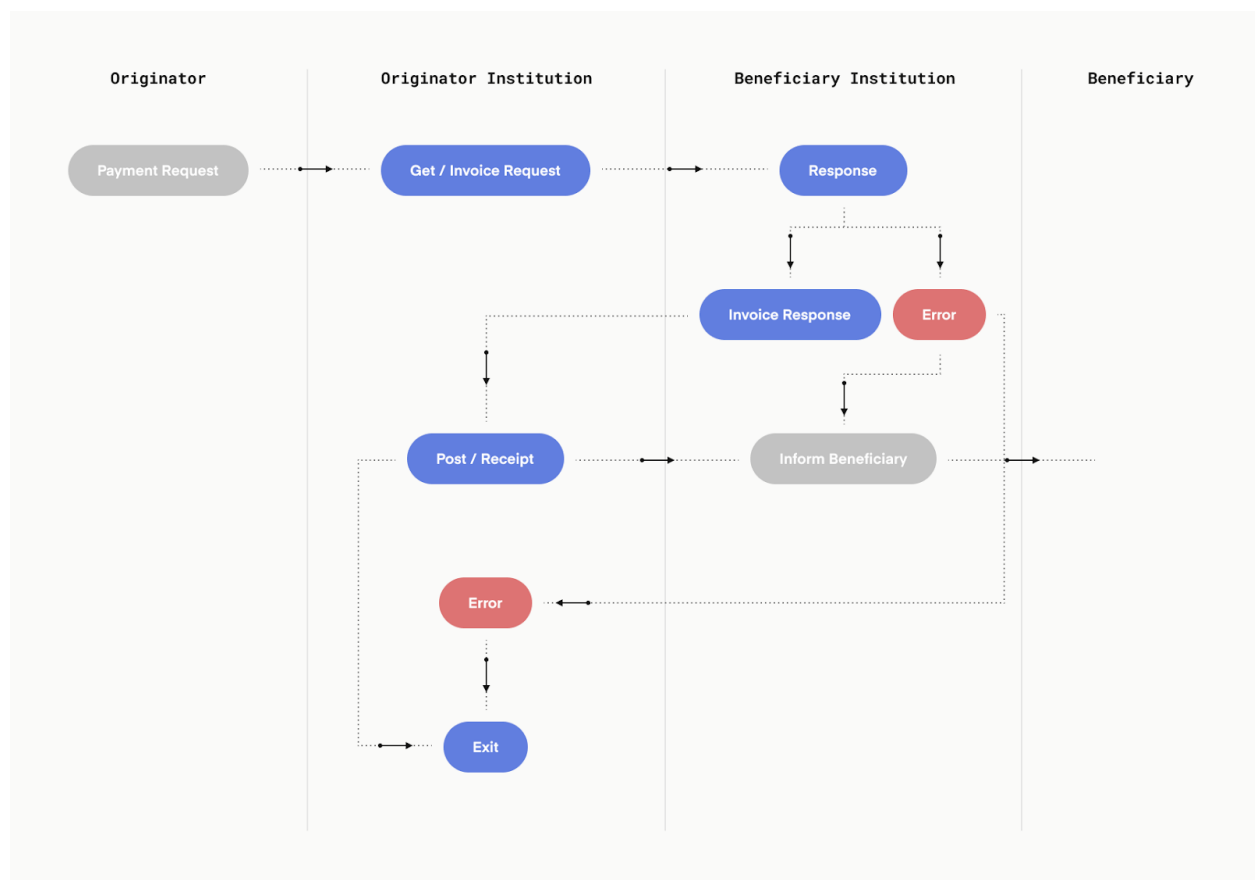 Originator
Originator Institution
Beneficiary Institution
Beneficiary
Payment Request
Get / Invoice Request
Response
Invoice Response
Error
Post / Receipt
Inform Beneficiary
Error
Exit